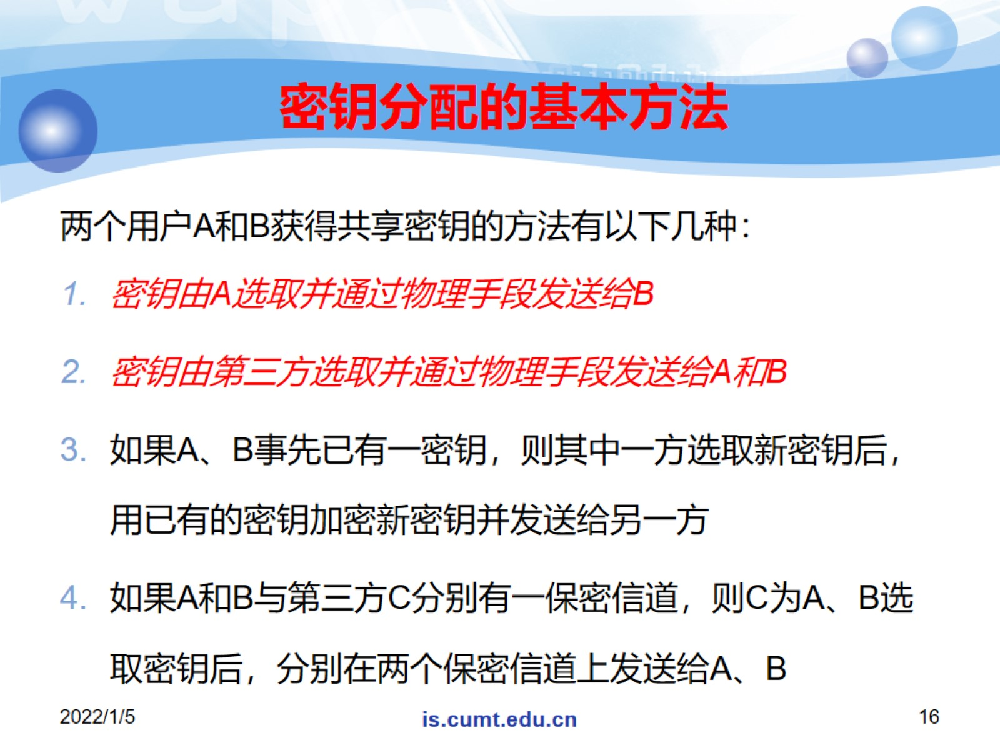 密钥分配的基本方法
两个用户A和B获得共享密钥的方法有以下几种：
1. 密钥由A选取并通过物理手段发送给B
2. 密钥由第三方选取并通过物理手段发送给A和B
3. 如果A、B事先已有一密钥，则其中一方选取新密钥后，
用已有的密钥加密新密钥并发送给另一方
4. 如果A和B与第三方C分别有一保密信道，则C为A、B选
取密钥后，分别在两个保密信道上发送给A、B
2022/1/5
is.cumt.edu.cn
16